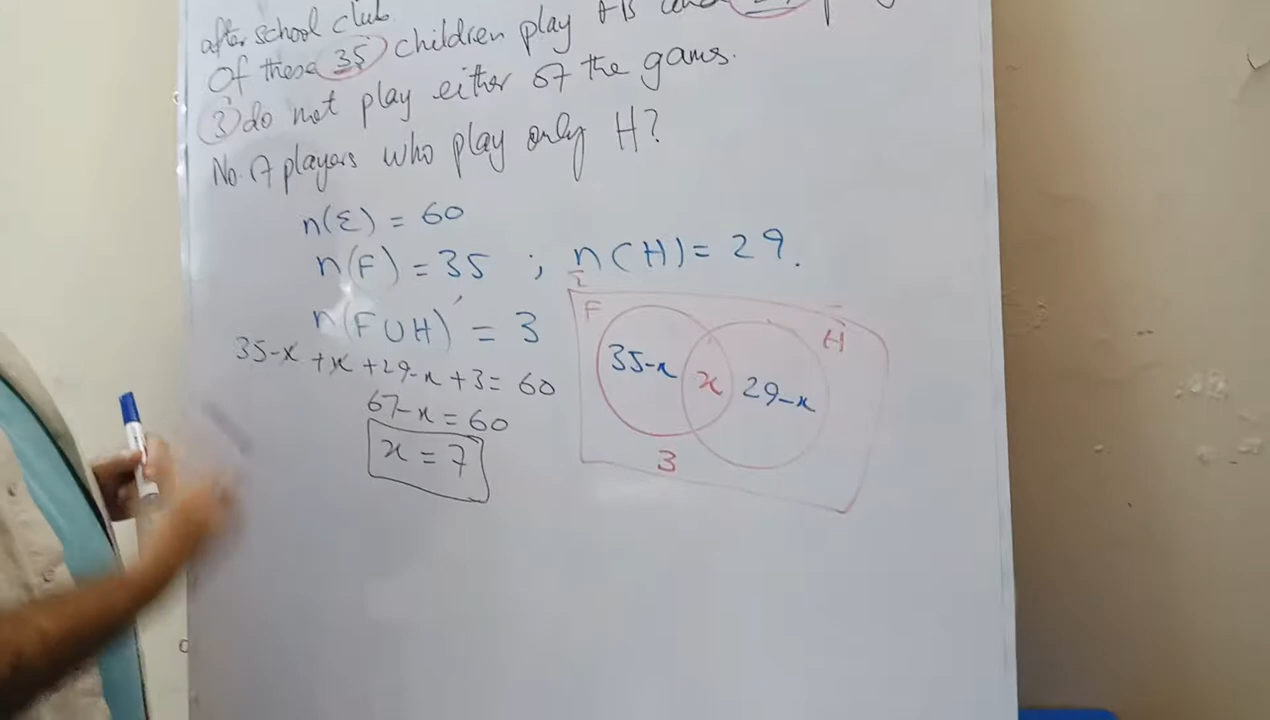 after school club
Of these 35 children play
3 do not play either of the gams.
No. of players who play only H?
n(ℰ) = 60
n(F) = 35 ; n(H) = 29.
n(F∪H)' = 3
35-x + x + 29-x + 3 = 60
67-x = 60
x = 7
ℰ
F
H
35-x x 29-x
3